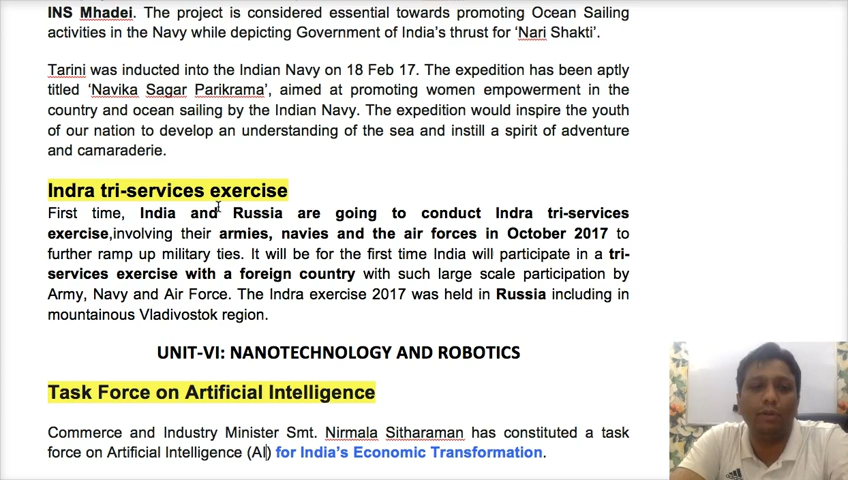 INS Mhadei. The project is considered essential towards promoting Ocean Sailing
activities in the Navy while depicting Government of India's thrust for 'Nari Shakti'.
Tarini was inducted into the Indian Navy on 18 Feb 17. The expedition has been aptly
titled 'Navika Sagar Parikrama', aimed at promoting women empowerment in the
country and ocean sailing by the Indian Navy. The expedition would inspire the youth
of our nation to develop an understanding of the sea and instill a spirit of adventure
and camaraderie.
Indra tri-services exercise
First time, India and Russia are going to conduct Indra tri-services
exercise,involving their armies, navies and the air forces in October 2017 to
further ramp up military ties. It will be for the first time India will participate in a tri-
services exercise with a foreign country with such large scale participation by
Army, Navy and Air Force. The Indra exercise 2017 was held in Russia including in
mountainous Vladivostok region.
UNIT-VI: NANOTECHNOLOGY AND ROBOTICS
Task Force on Artificial Intelligence
Commerce and Industry Minister Smt. Nirmala Sitharaman has constituted a task
force on Artificial Intelligence (AI) for India's Economic Transformation.